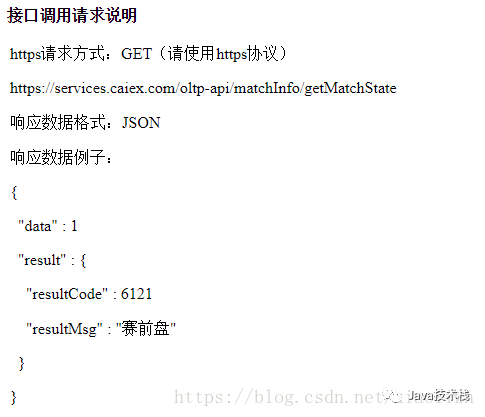 接口调用请求说明
https请求方式：GET（请使用https协议）
https://services.caiex.com/oltp-api/matchInfo/getMatchState
响应数据格式：JSON
响应数据例子：
{
"data" : 1
"result" : {
"resultCode" : 6121
"resultMsg" : "赛前盘"
}
}
https://blog.csdn.net/
Java技术栈